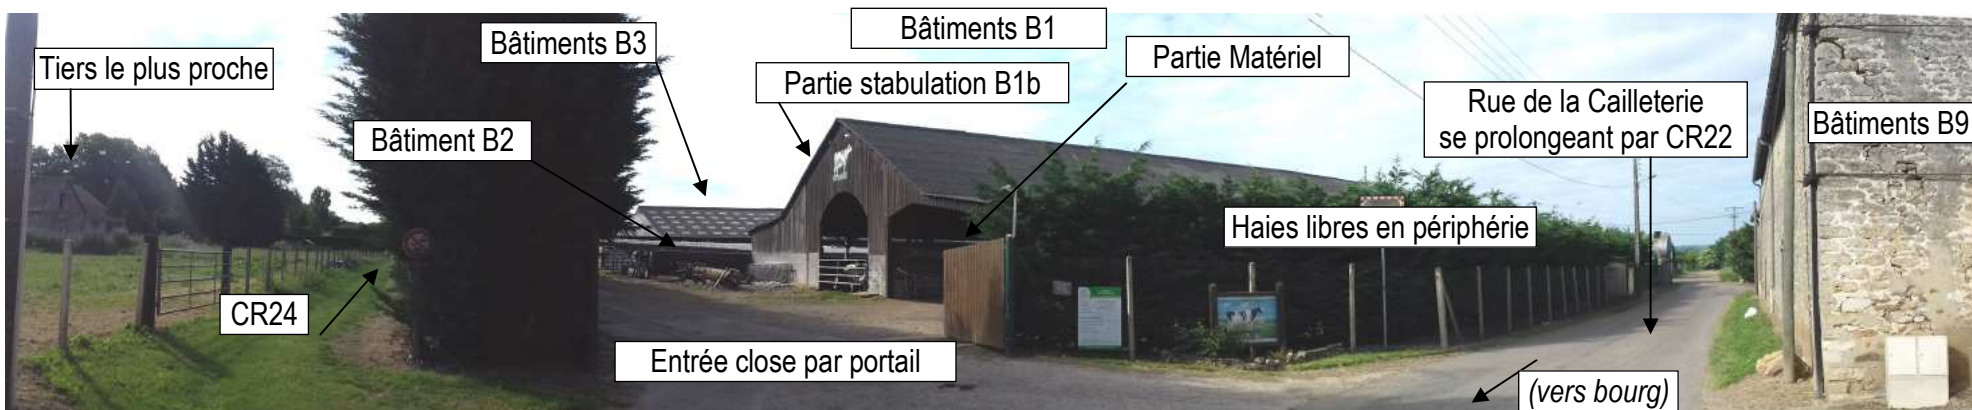 Tiers le plus proche
Bâtiments B3
Bâtiments B1
Partie stabulation B1b
Partie Matériel
Bâtiment B2
Rue de la Cailleterie
se prolongeant par CR22
Bâtiments B9
Haies libres en périphérie
CR24
Entrée close par portail
(vers bourg)